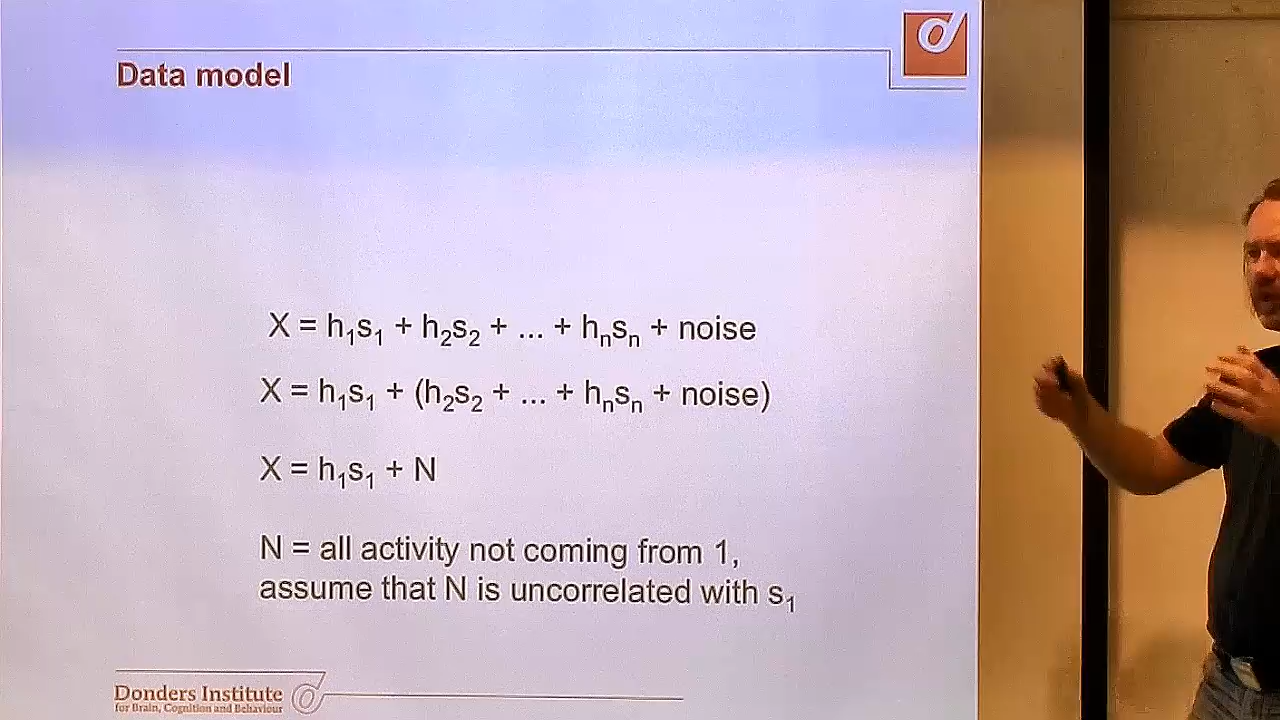 Data model
X = h₁s₁ + h₂s₂ + ... + hₙsₙ + noise
X = h₁s₁ + (h₂s₂ + ... + hₙsₙ + noise)
X = h₁s₁ + N
N = all activity not coming from 1,
assume that N is uncorrelated with s₁
Donders Institute
for Brain, Cognition and Behaviour